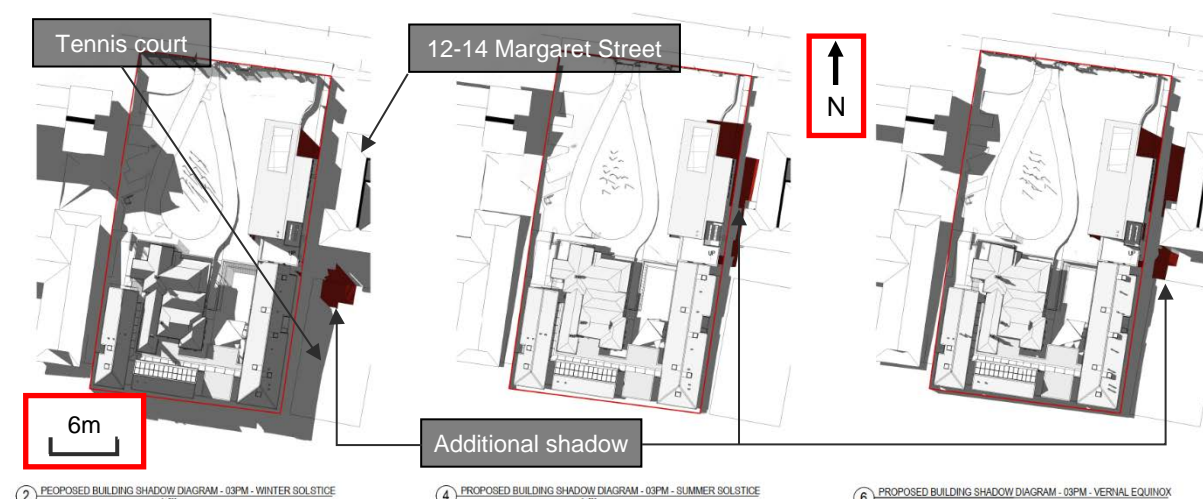 Tennis court
12-14 Margaret Street
N
6m
Additional shadow
2 PEOPOSED BUILDING SHADOW DIAGRAM - 03PM - WINTER SOLSTICE
4 PROPOSED BUILDING SHADOW DIAGRAM - 03PM - SUMMER SOLSTICE
6 PROPOSED BUILDING SHADOW DIAGRAM - 03PM - VERNAL EQUINOX